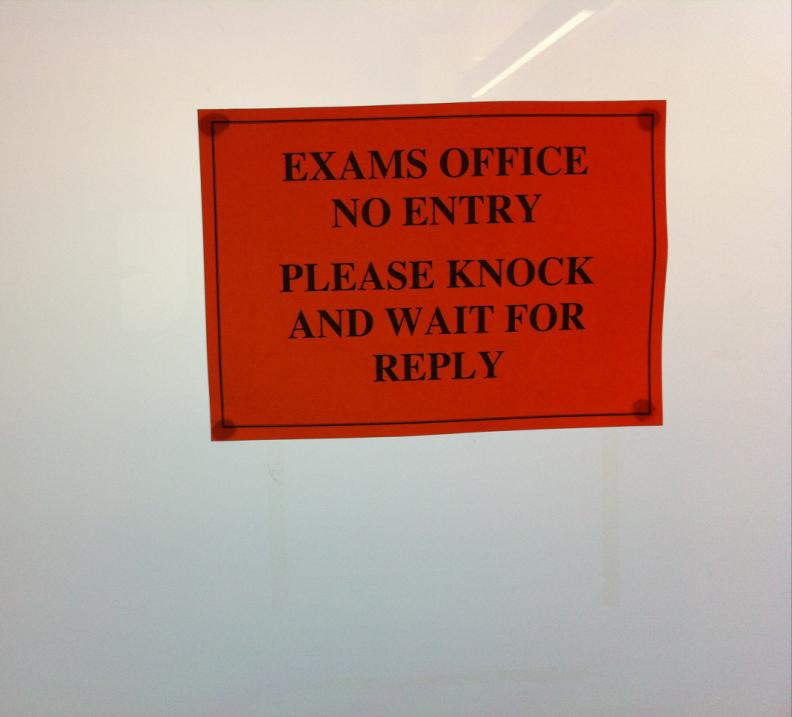 EXAMS OFFICE
NO ENTRY
PLEASE KNOCK
AND WAIT FOR
REPLY